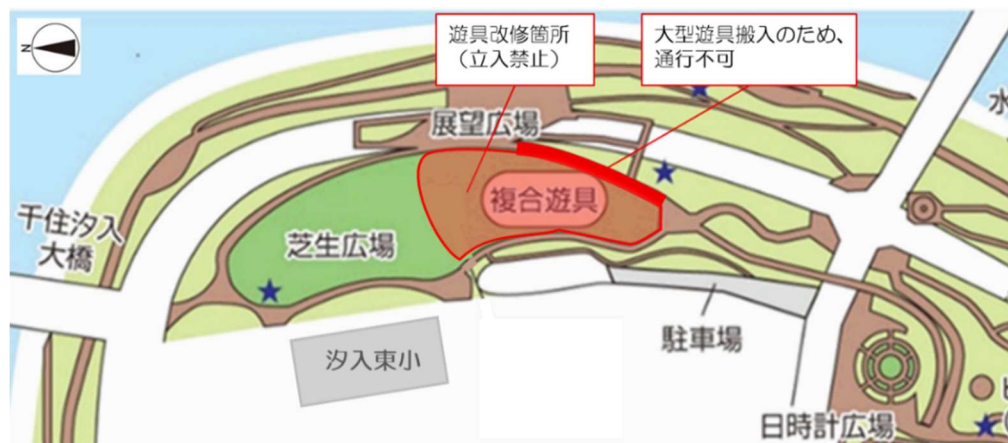 N
遊具改修箇所
（立入禁止）
大型遊具搬入のため、
通行不可
展望広場
水
複合遊具
千住汐入
大橋
芝生広場
駐車場
汐入東小
日時計広場